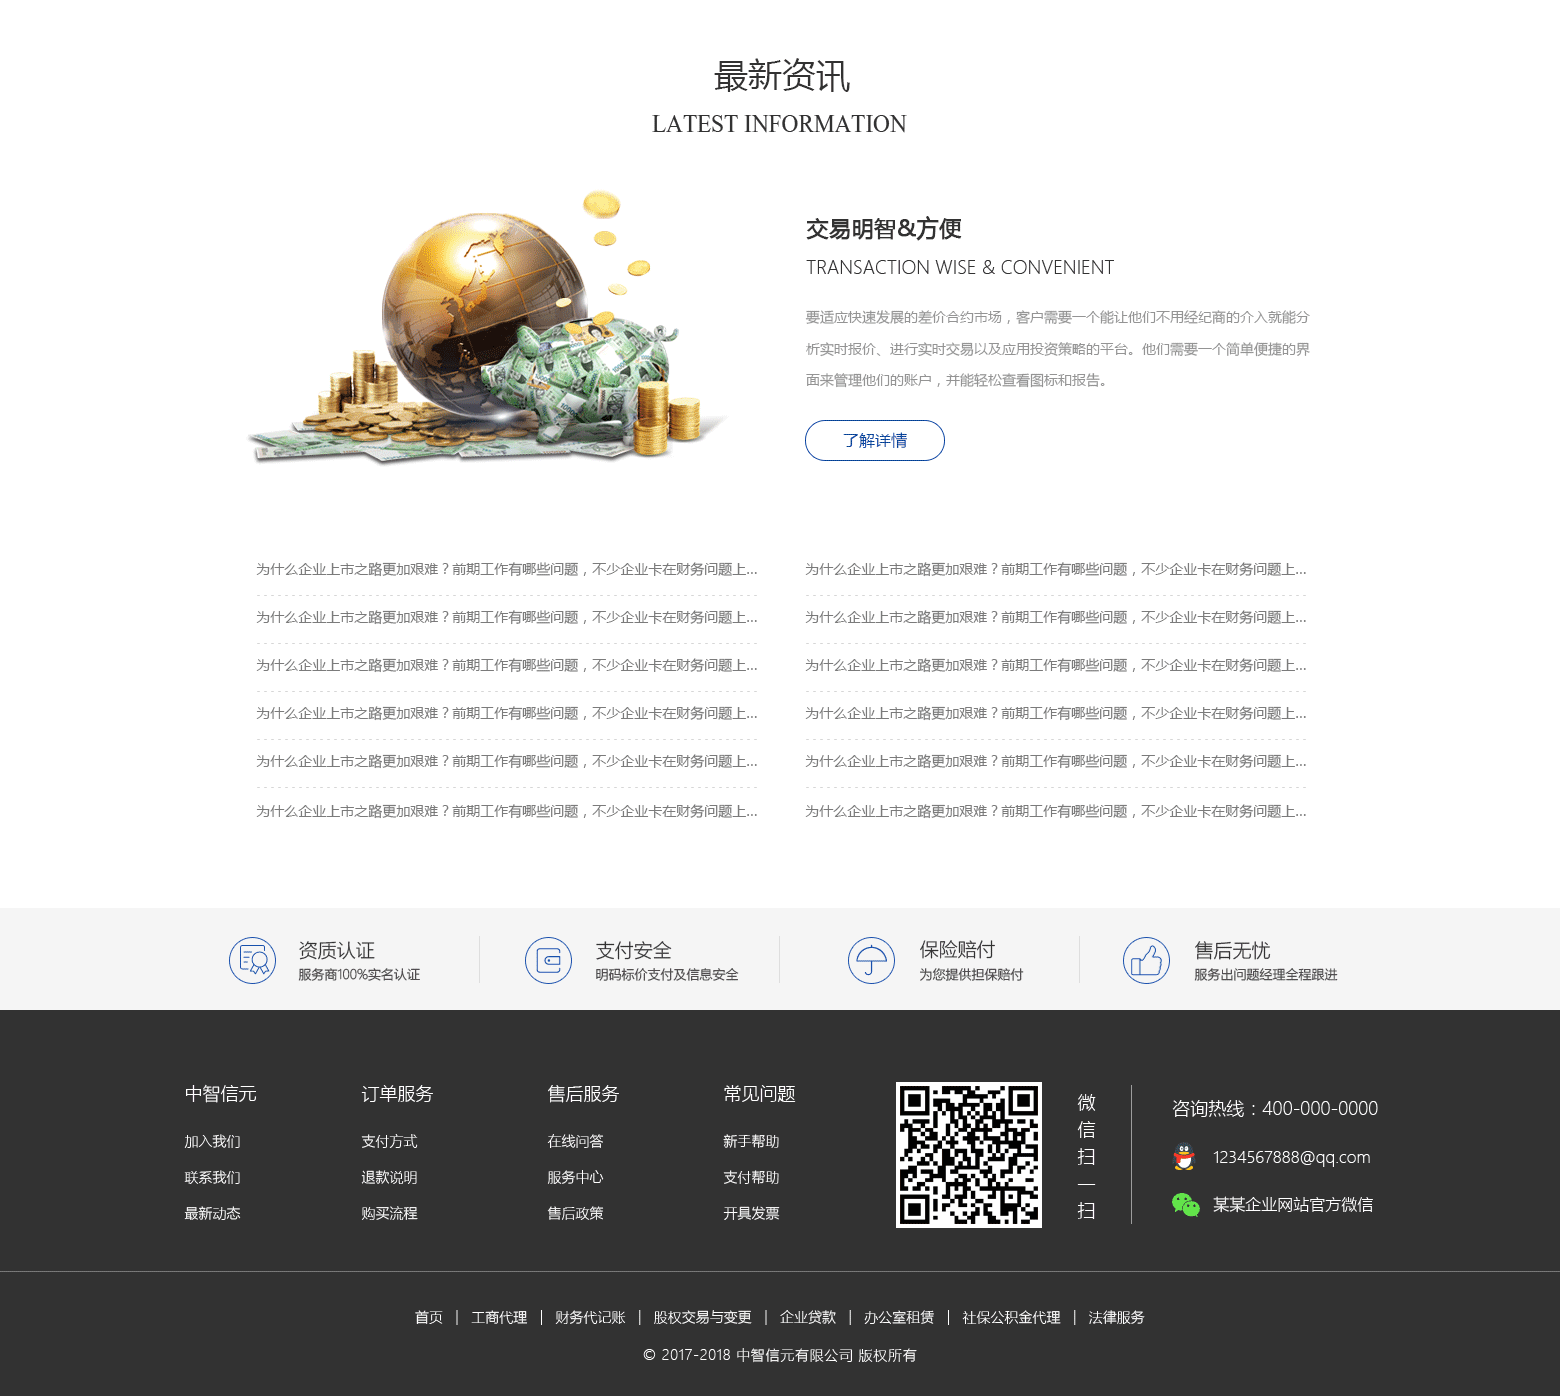 最新资讯
LATEST INFORMATION
交易明智&方便
TRANSACTION WISE & CONVENIENT
要适应快速发展的差价合约市场，客户需要一个能让他们不用经纪商的介入就能分
析实时报价、进行实时交易以及应用投资策略的平台。他们需要一个简单便捷的界
面来管理他们的账户，并能轻松查看图标和报告。
了解详情
为什么企业上市之路更加艰难？前期工作有哪些问题，不少企业卡在财务问题上...
为什么企业上市之路更加艰难？前期工作有哪些问题，不少企业卡在财务问题上...
为什么企业上市之路更加艰难？前期工作有哪些问题，不少企业卡在财务问题上...
为什么企业上市之路更加艰难？前期工作有哪些问题，不少企业卡在财务问题上...
为什么企业上市之路更加艰难？前期工作有哪些问题，不少企业卡在财务问题上...
为什么企业上市之路更加艰难？前期工作有哪些问题，不少企业卡在财务问题上...
为什么企业上市之路更加艰难？前期工作有哪些问题，不少企业卡在财务问题上...
为什么企业上市之路更加艰难？前期工作有哪些问题，不少企业卡在财务问题上...
为什么企业上市之路更加艰难？前期工作有哪些问题，不少企业卡在财务问题上...
为什么企业上市之路更加艰难？前期工作有哪些问题，不少企业卡在财务问题上...
为什么企业上市之路更加艰难？前期工作有哪些问题，不少企业卡在财务问题上...
为什么企业上市之路更加艰难？前期工作有哪些问题，不少企业卡在财务问题上...
资质认证
服务商100%实名认证
支付安全
明码标价支付及信息安全
保险赔付
为您提供担保赔付
售后无忧
服务出问题经理全程跟进
中智信元
加入我们
联系我们
最新动态
订单服务
支付方式
退款说明
购买流程
售后服务
在线问答
服务中心
售后政策
常见问题
新手帮助
支付帮助
开具发票
微信扫一扫
咨询热线：400-000-0000
1234567888@qq.com
某某企业网站官方微信
首页 | 工商代理 | 财务代记账 | 股权交易与变更 | 企业贷款 | 办公室租赁 | 社保公积金代理 | 法律服务
© 2017-2018 中智信元有限公司 版权所有